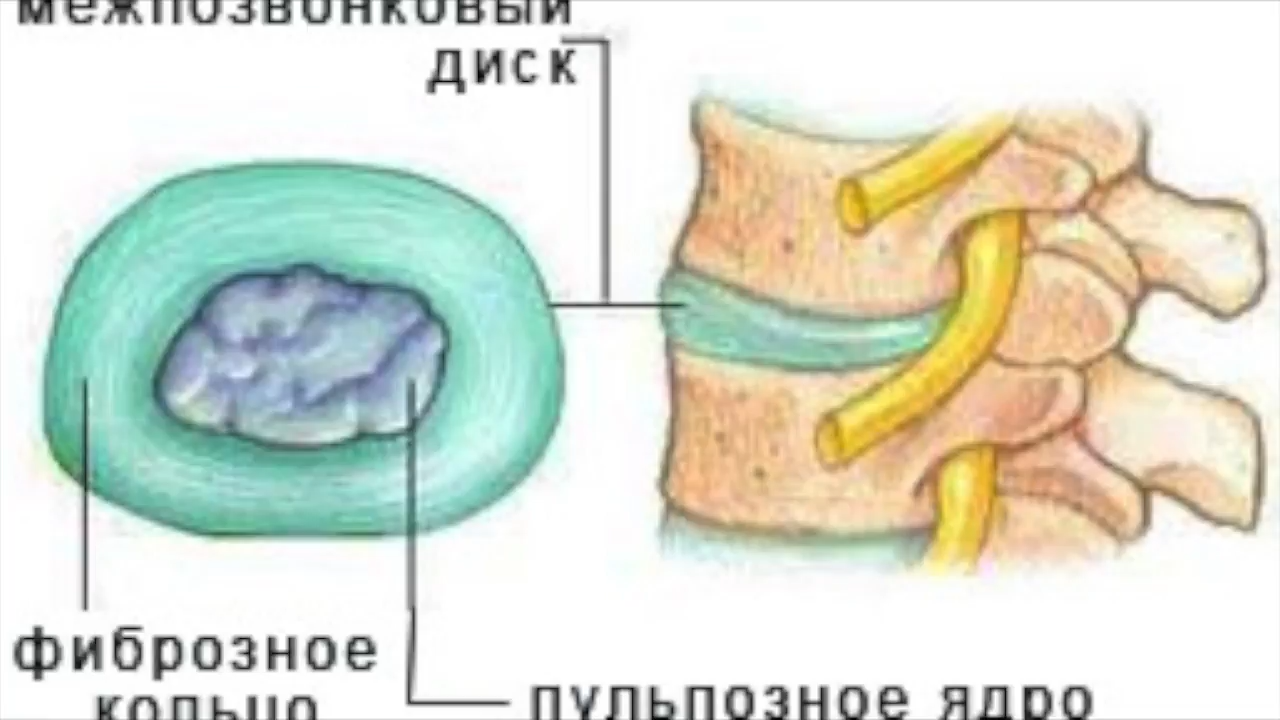 межпозвонковый
диск
фиброзное
кольцо
пульпозное ядро